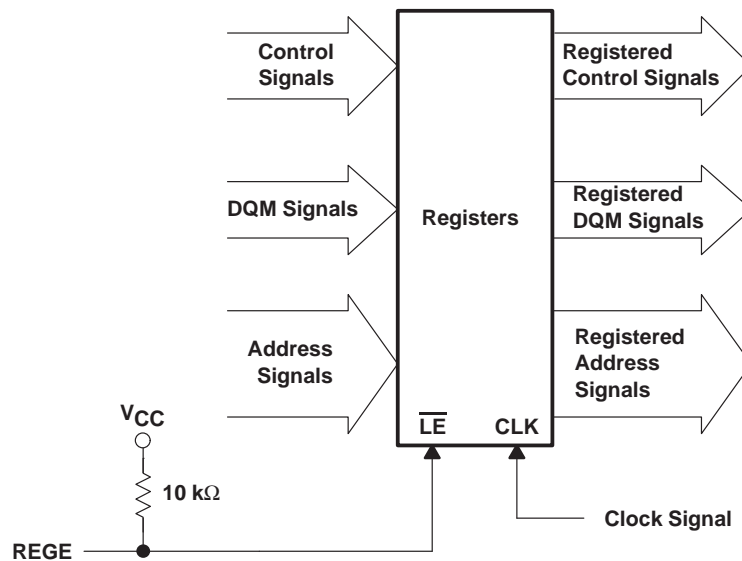 Control
Signals
Registered
Control Signals
DQM Signals
Registers
Registered
DQM Signals
Address
Signals
Registered
Address
Signals
VCC
LE
CLK
10 kΩ
Clock Signal
REGE